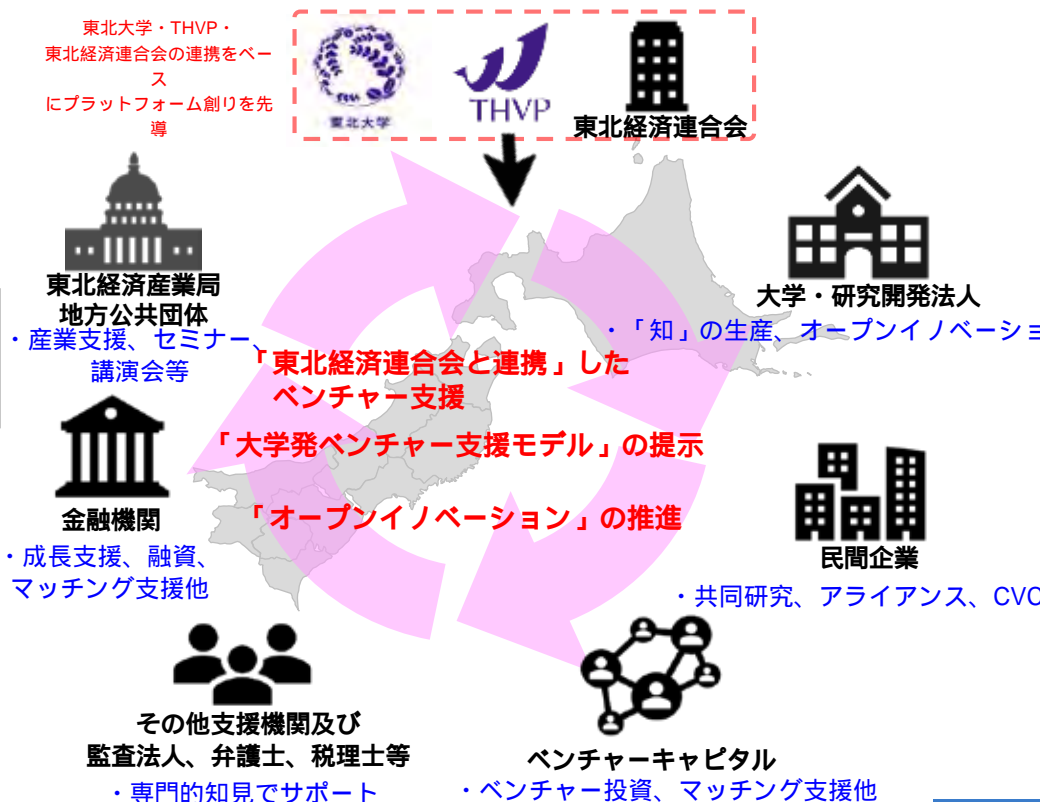 東北大学・THVP・
東北経済連合会の連携をベー
ス
にプラットフォーム創りを先
導
東北大学
THVP
東北経済連合会
東北経済産業局
地方公共団体
・産業支援、セミナー、
講演会等
大学・研究開発法人
・「知」の生産、オープンイノベーショ
「東北経済連合会と連携」した
ベンチャー支援
「大学発ベンチャー支援モデル」の提示
「オープンイノベーション」の推進
金融機関
・成長支援、融資、
マッチング支援他
民間企業
・共同研究、アライアンス、CVC
その他支援機関及び
監査法人、弁護士、税理士等
・専門的知見でサポート
ベンチャーキャピタル
・ベンチャー投資、マッチング支援他